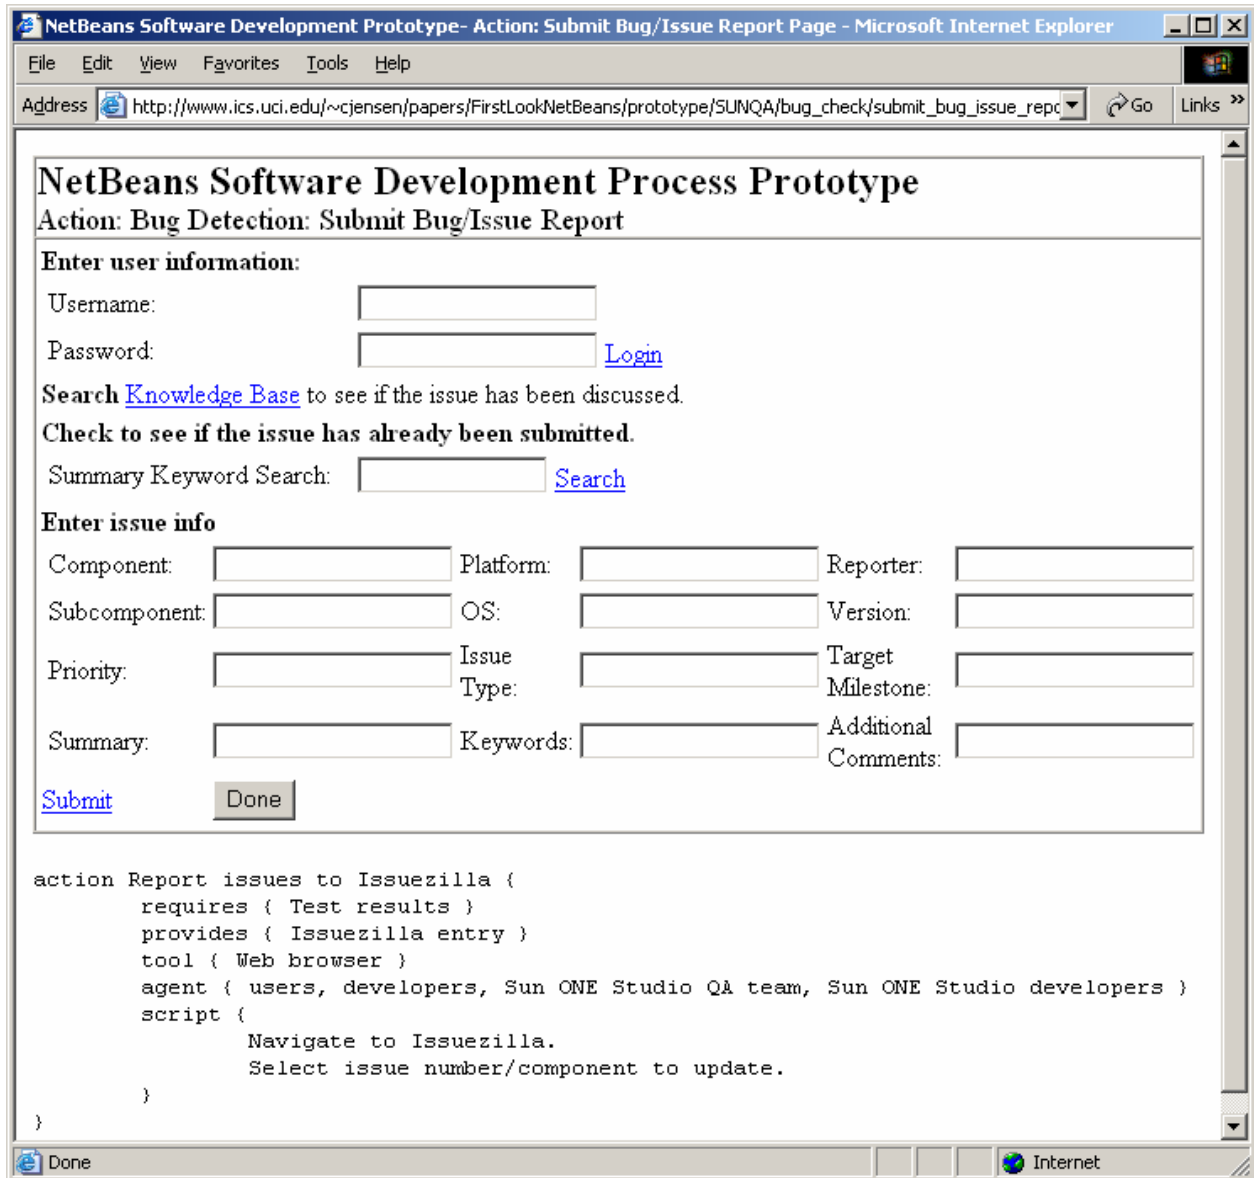 NetBeans Software Development Prototype- Action: Submit Bug/Issue Report Page - Microsoft Internet Explorer
File Edit View Favorites Tools Help
Address http://www.ics.uci.edu/~cjensen/papers/FirstLookNetBeans/prototype/SUNQA/bug_check/submit_bug_issue_repo Go Links »
NetBeans Software Development Process Prototype
Action: Bug Detection: Submit Bug/Issue Report
Enter user information:
Username:
Password: Login
Search Knowledge Base to see if the issue has been discussed.
Check to see if the issue has already been submitted.
Summary Keyword Search: Search
Enter issue info
Component: Platform: Reporter:
Subcomponent: OS: Version:
Priority: Issue Type: Target Milestone:
Summary: Keywords: Additional Comments:
Submit Done
action Report issues to Issuezilla {
requires { Test results }
provides { Issuezilla entry }
tool { Web browser }
agent { users, developers, Sun ONE Studio QA team, Sun ONE Studio developers }
script {
Navigate to Issuezilla.
Select issue number/component to update.
}
}
Done Internet